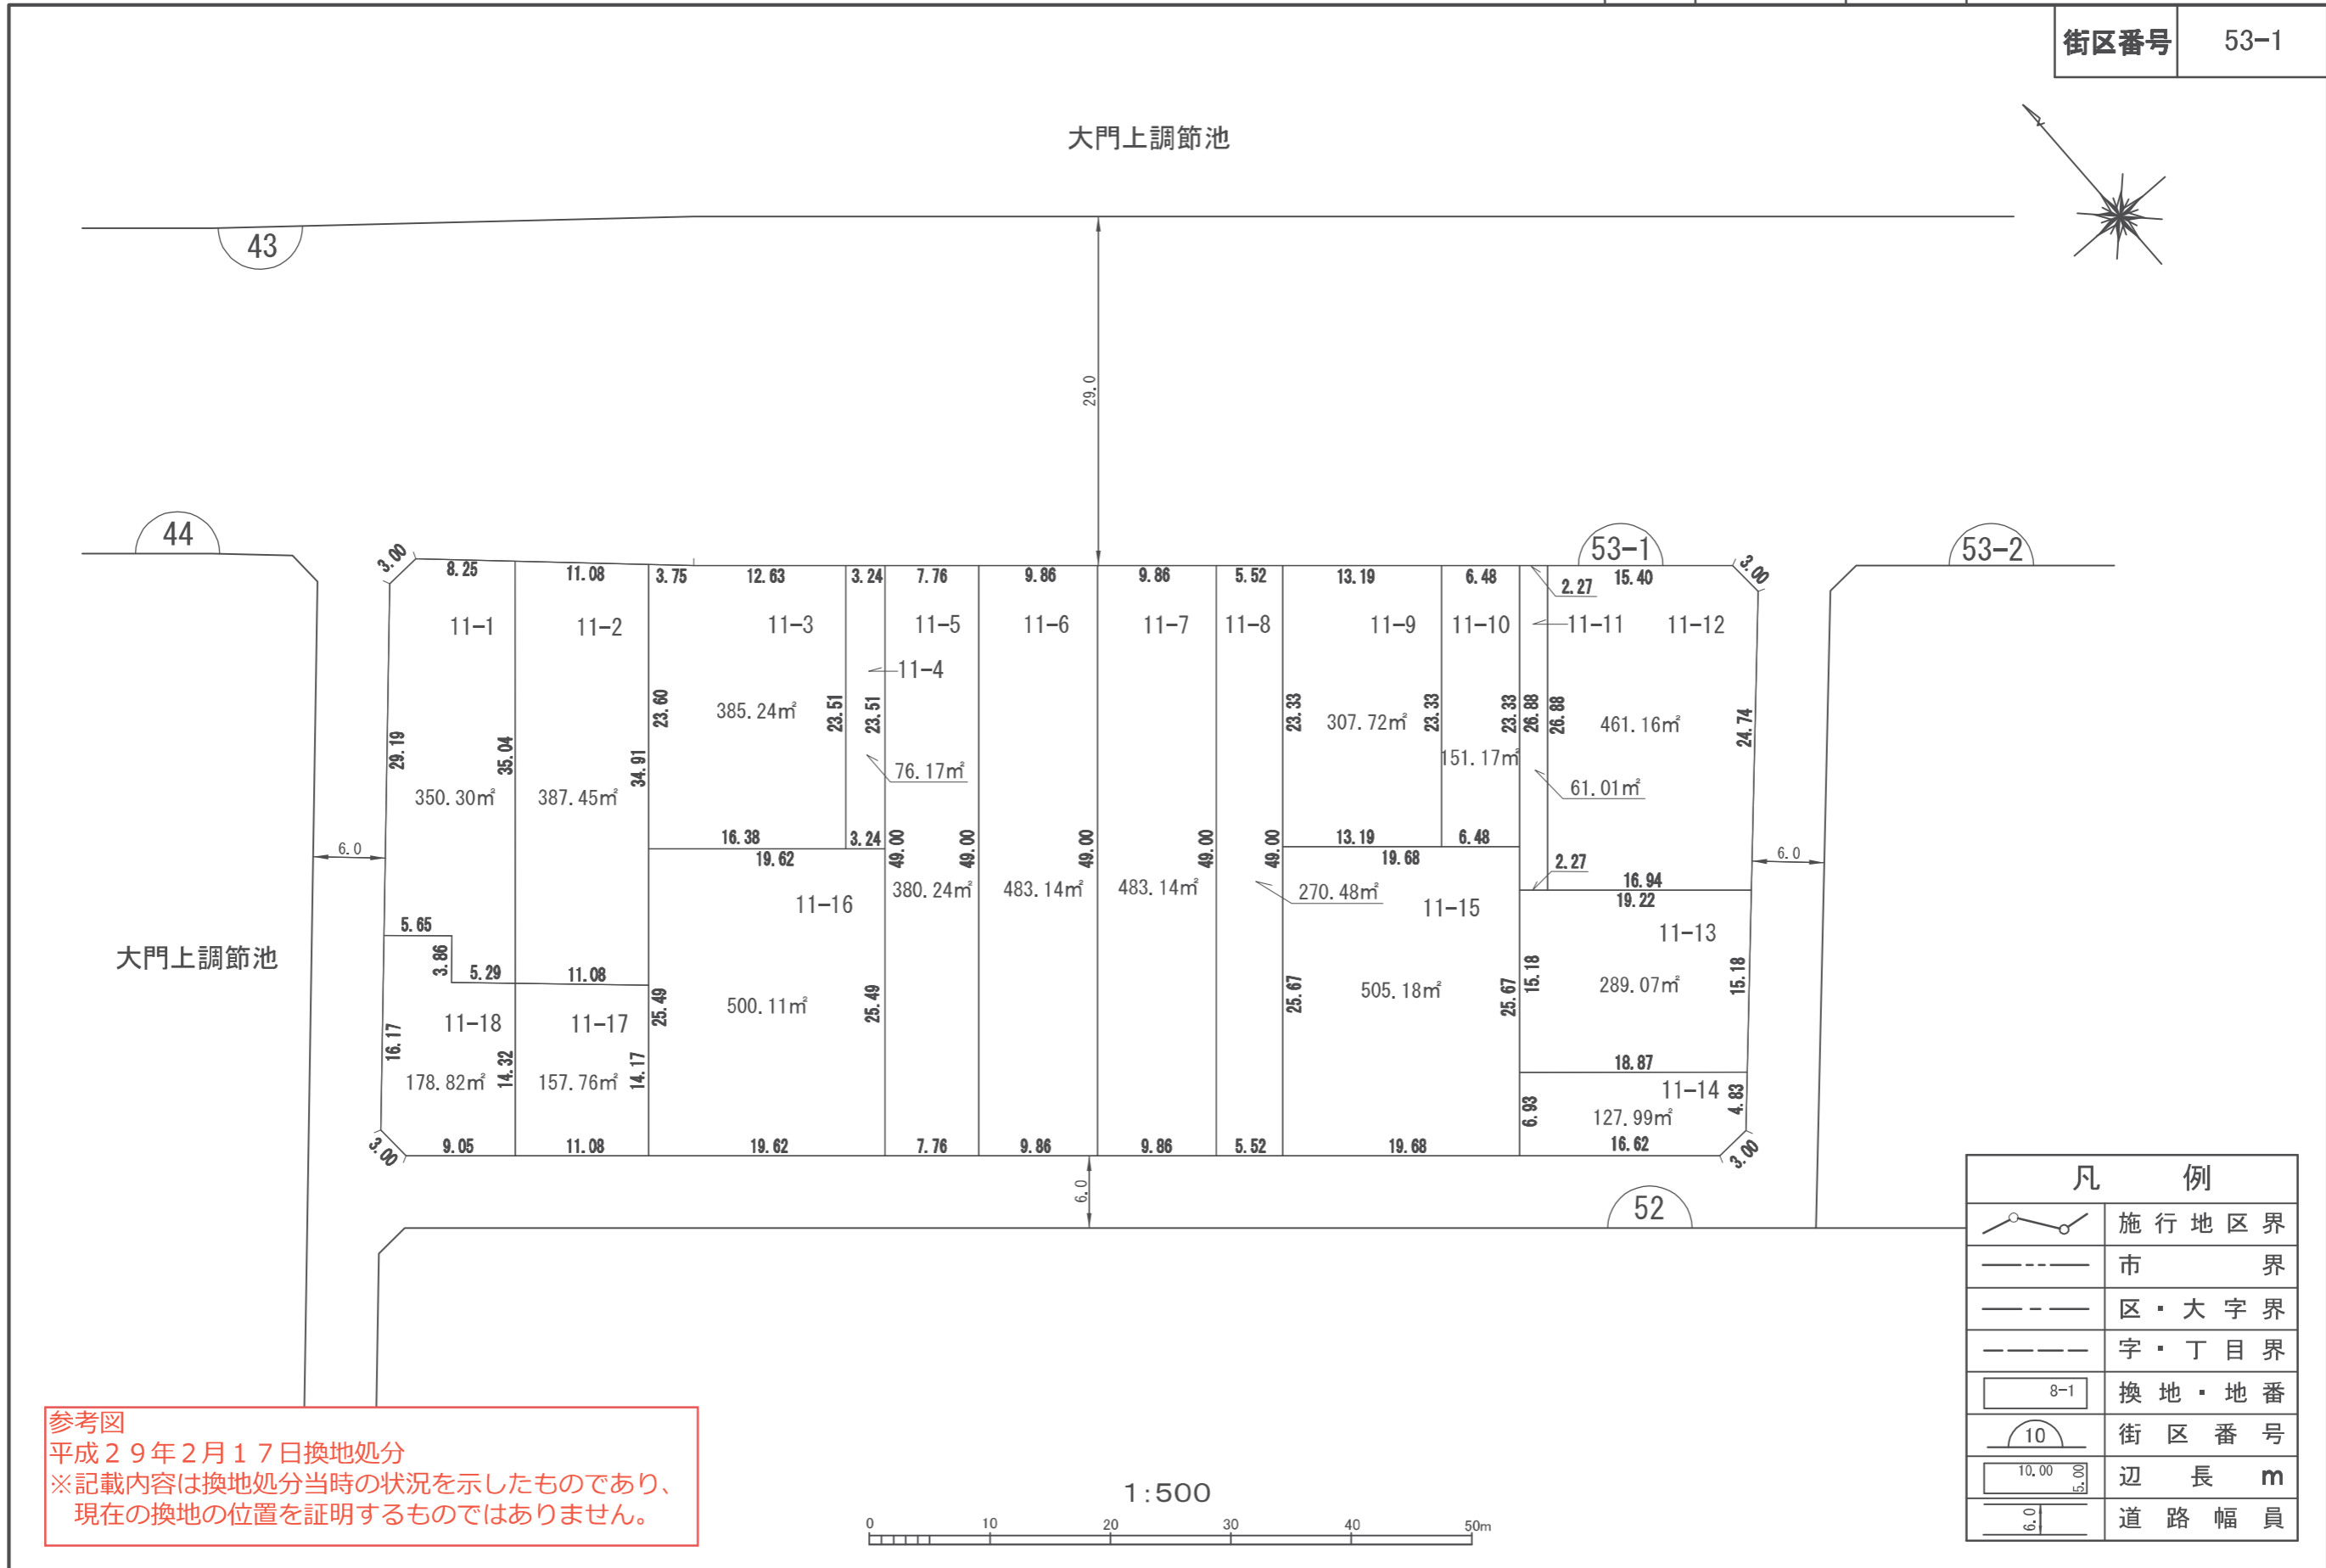 街区番号 53-1
大門上調節池
43
29.0
44
53-1
53-2
3.00
8.25 11.08 3.75 12.63 3.24 7.76 9.86 9.86 5.52 13.19 6.48 2.27 15.40 3.00
11-1 11-2 11-3 11-5 11-6 11-7 11-8 11-9 11-10 11-11 11-12
11-4
29.19 35.04 34.91 23.60 23.51 23.51 23.33 23.33 23.33 26.88 26.88 24.74
385.24㎡ 307.72㎡ 461.16㎡
151.17㎡
76.17㎡
61.01㎡
350.30㎡ 387.45㎡
16.38 3.24 13.19 6.48
19.62 19.68
6.0 6.0
49.00 49.00 49.00 49.00 49.00
2.27 16.94
19.22
380.24㎡ 483.14㎡ 483.14㎡ 270.48㎡
11-16 11-15
11-13
5.65
3.86
大門上調節池
5.29 11.08
25.49 25.49 25.67 25.67 15.18 15.18
500.11㎡ 505.18㎡ 289.07㎡
11-18 11-17
16.17 14.32 14.17
18.87
178.82㎡ 157.76㎡
11-14
6.93 4.83
127.99㎡
3.00 9.05 11.08 19.62 7.76 9.86 9.86 5.52 19.68 16.62 3.00
6.0
52
凡例
施行地区界
市界
区・大字界
字・丁目界
8-1 換地・地番
10 街区番号
10.00 5.00 辺長 m
6.0 道路幅員
参考図
平成29年2月17日換地処分
※記載内容は換地処分当時の状況を示したものであり、
現在の換地の位置を証明するものではありません。
1:500
0 10 20 30 40 50m